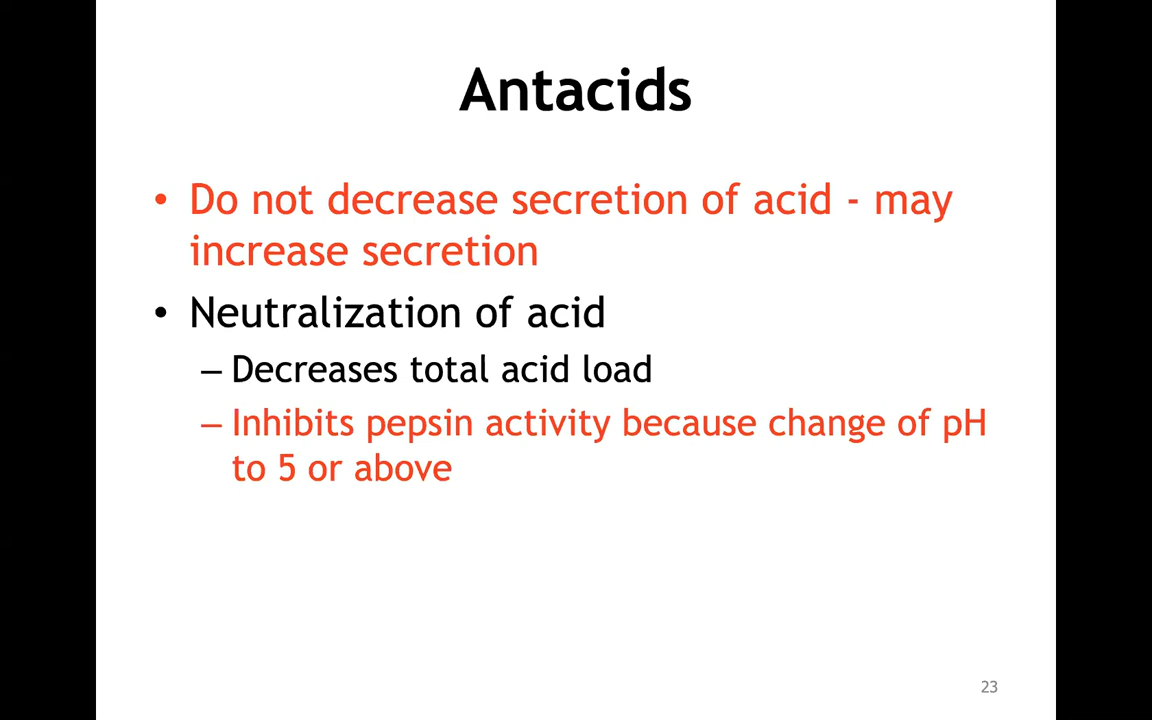 Antacids
• Do not decrease secretion of acid - may
increase secretion
• Neutralization of acid
– Decreases total acid load
– Inhibits pepsin activity because change of pH
to 5 or above
23